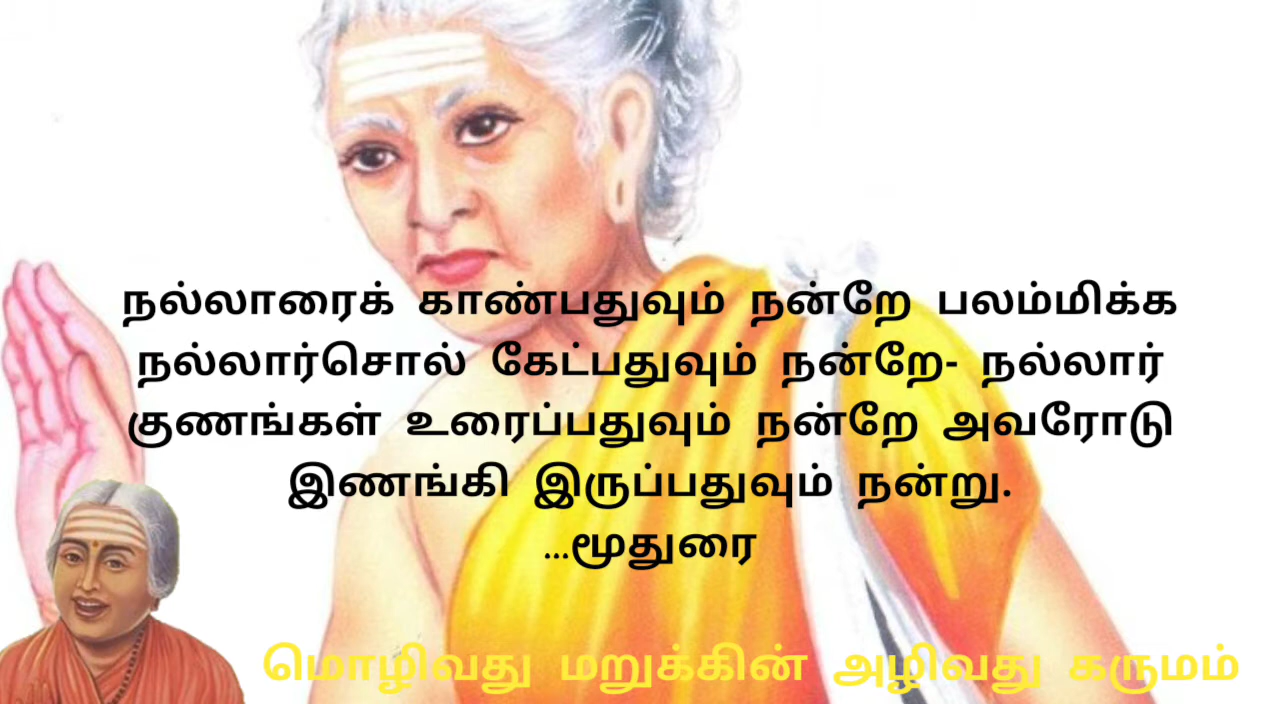 நல்லாரைக் காண்பதுவும் நன்றே பலம்மிக்க
நல்லார்சொல் கேட்பதுவும் நன்றே- நல்லார்
குணங்கள் உரைப்பதுவும் நன்றே அவரோடு
இணங்கி இருப்பதுவும் நன்று.
...மூதுரை
மொழிவது மறுக்கின் அழிவது கருமம்